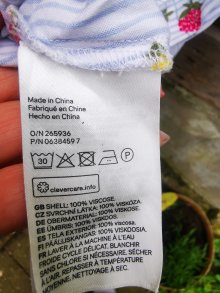 Made in China
Fabriqué en Chine
Hecho en China
O/N 265936
P/N 06384597
30
P
clevercare.info
GB SHELL: 100% VISCOSE
CZ SVRCHNÍ LÁTKA: 100% VISKÓZA
DE OBERMATERIAL: 100% VISKOSE
EE ÜMBRIS: 100% VISKOOS
ES TELA EXTERIOR: 100% VISCOSA
FI PÄÄLLISKANGAS: 100% VISKOOSIA
LAVER À LA MACHINE À L'EAU
FROIDE CYCLE DÉLICAT, BLANCHIR
SANS CHLORE SI NÉCESSAIRE, SÉCHER
À L'AIR, REPASSER À TEMPÉRATURE
MOYENNE, NETTOYAGE À SEC.